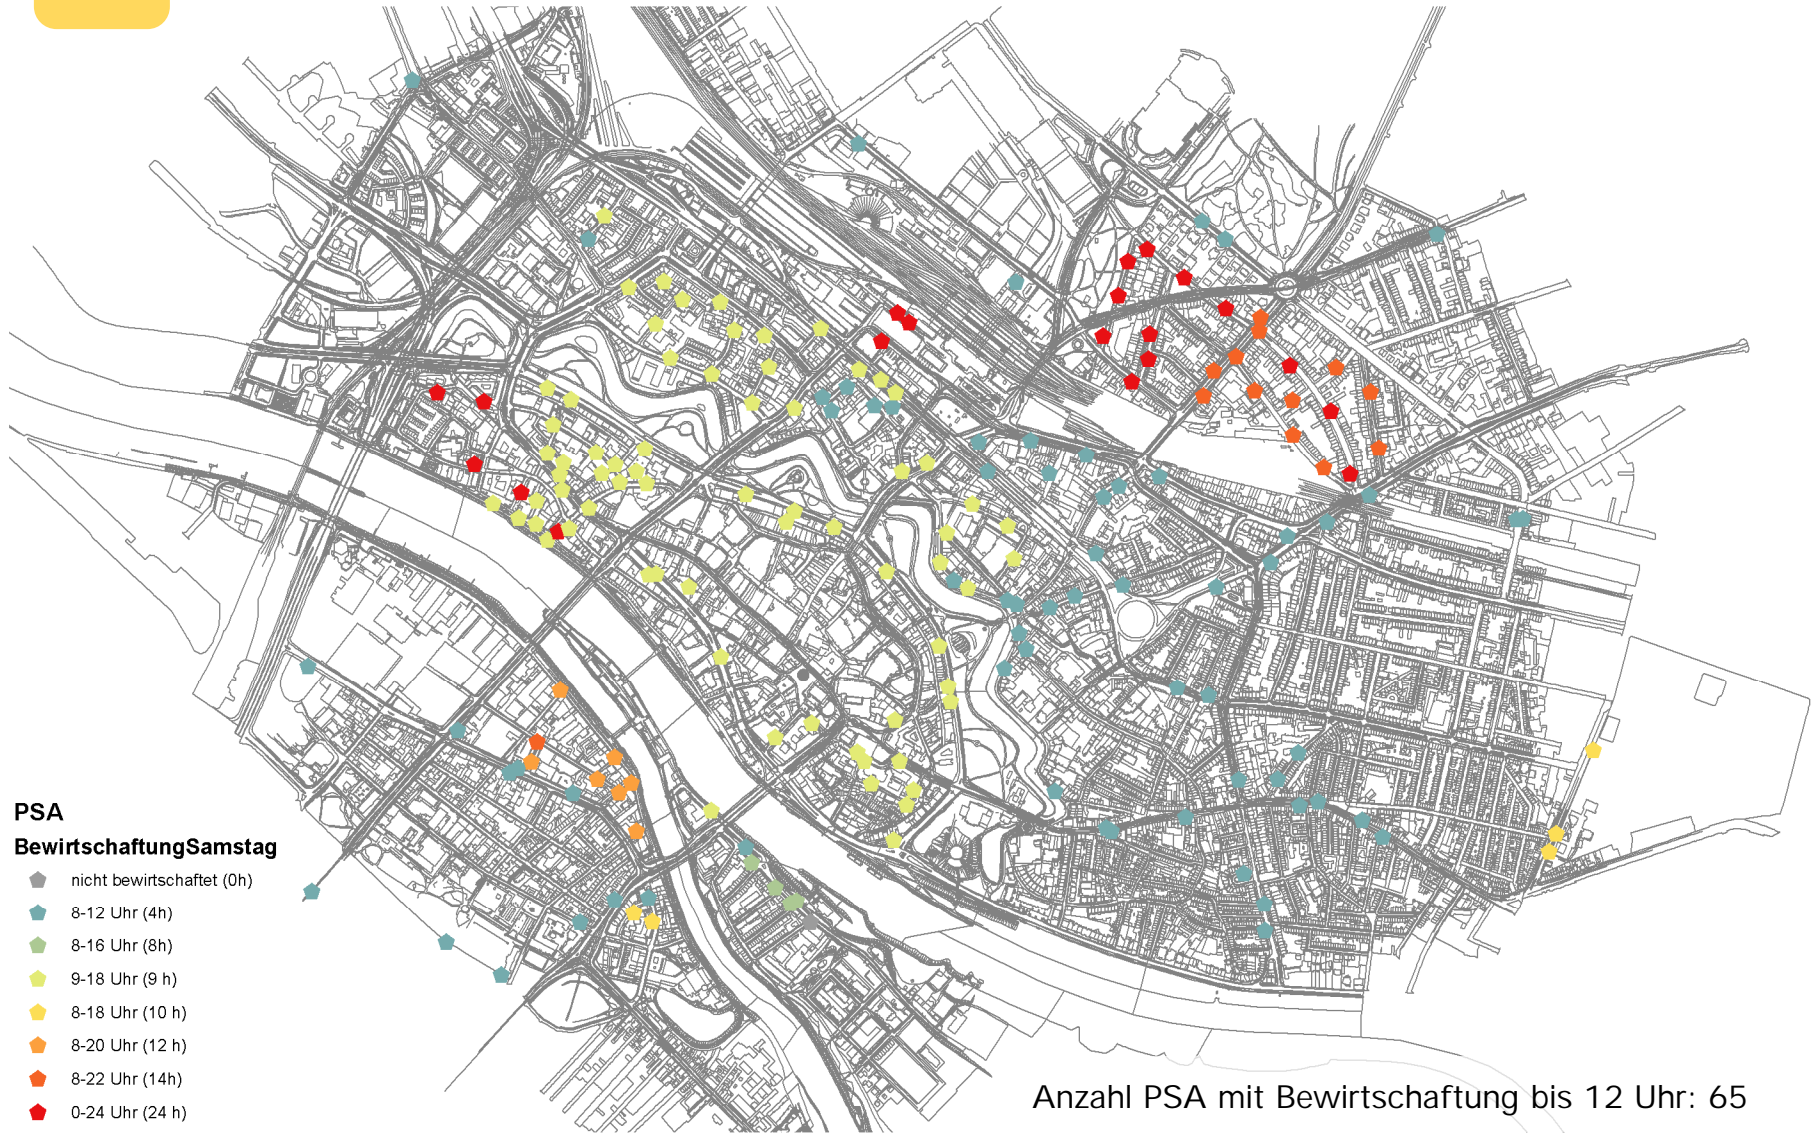 PSA
BewirtschaftungSamstag
nicht bewirtschaftet (0h)
8-12 Uhr (4h)
8-16 Uhr (8h)
9-18 Uhr (9 h)
8-18 Uhr (10 h)
8-20 Uhr (12 h)
8-22 Uhr (14h)
0-24 Uhr (24 h)
Anzahl PSA mit Bewirtschaftung bis 12 Uhr: 65